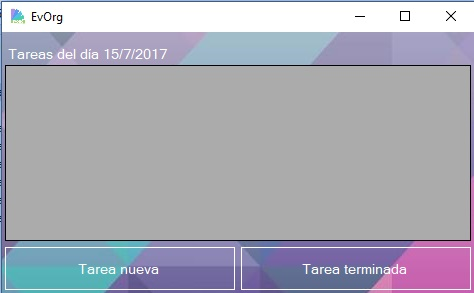 EvOrg
Tareas del día 15/7/2017
Tarea nueva
Tarea terminada